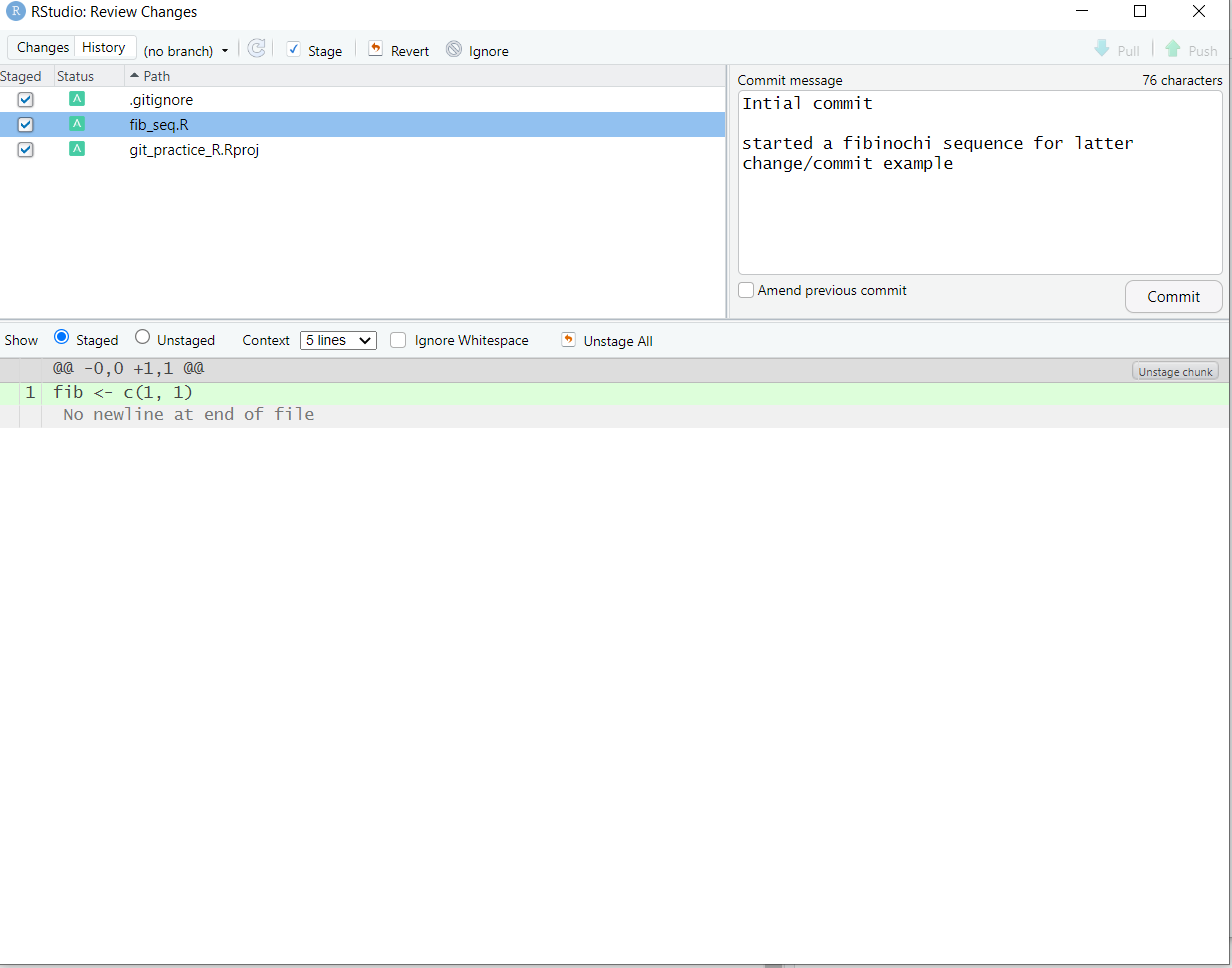 R RStudio: Review Changes
Changes History (no branch) Stage Revert Ignore Pull Push
Staged Status Path
A .gitignore
A fib_seq.R
A git_practice_R.Rproj
Commit message 76 characters
Intial commit
started a fibinochi sequence for latter
change/commit example
Amend previous commit Commit
Show Staged Unstaged Context 5 lines Ignore Whitespace Unstage All
@@ -0,0 +1,1 @@ Unstage chunk
1 fib <- c(1, 1)
No newline at end of file